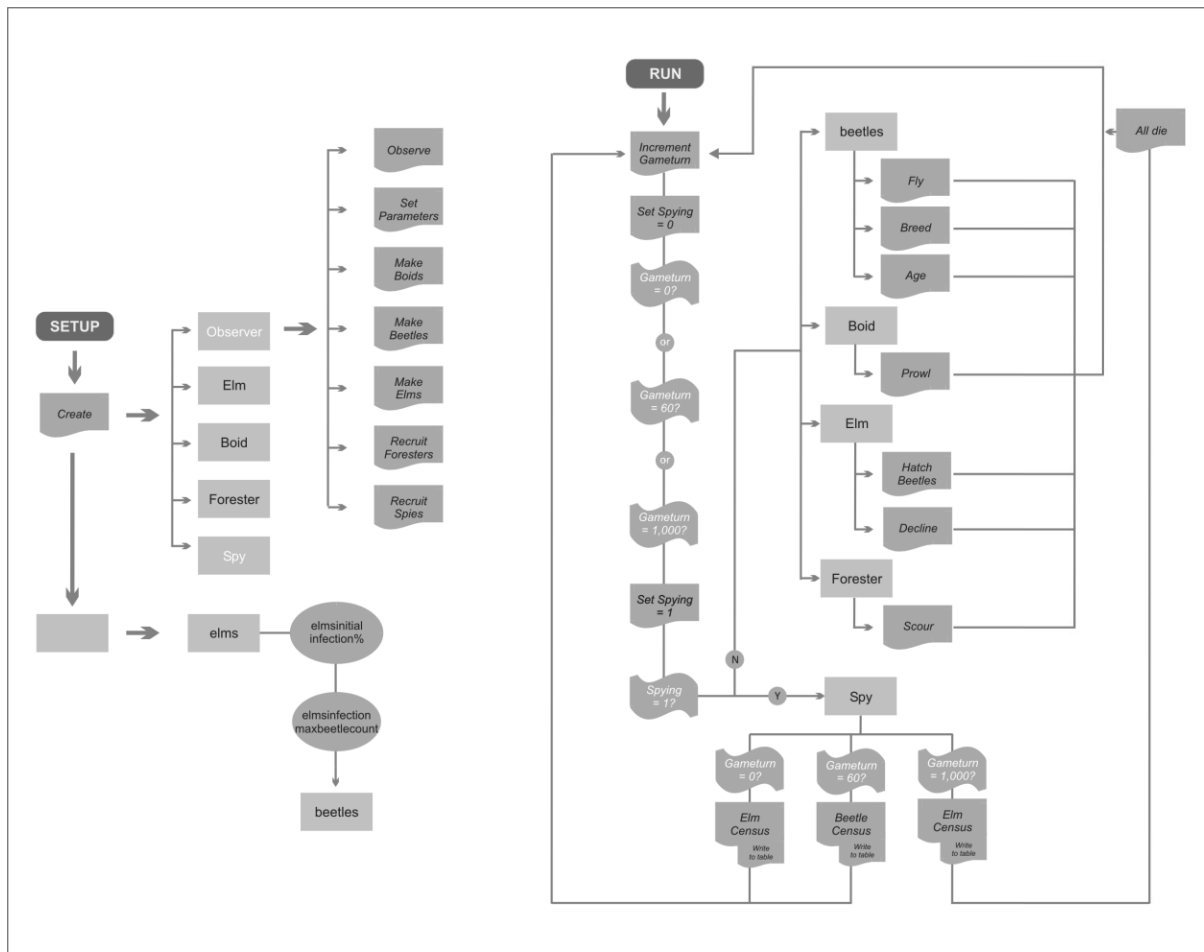 SETUP
Create
Observer
Elm
Boid
Forester
Spy
Observe
Set
Parameters
Make
Boids
Make
Beetles
Make
Elms
Recruit
Foresters
Recruit
Spies
elms
elmsinitial
infection%
elmsinfection
maxbeetlecount
beetles
RUN
Increment
Gameturn
Set Spying
= 0
Gameturn
= 0?
or
Gameturn
= 60?
or
Gameturn
= 1,000?
Set Spying
= 1
Spying
= 1?
N
Y
beetles
Fly
Breed
Age
Boid
Prowl
Elm
Hatch
Beetles
Decline
Forester
Scour
All die
Spy
Gameturn
= 0?
Elm
Census
Write
to table
Gameturn
= 60?
Beetle
Census
Write
to table
Gameturn
= 1,000?
Elm
Census
Write
to table